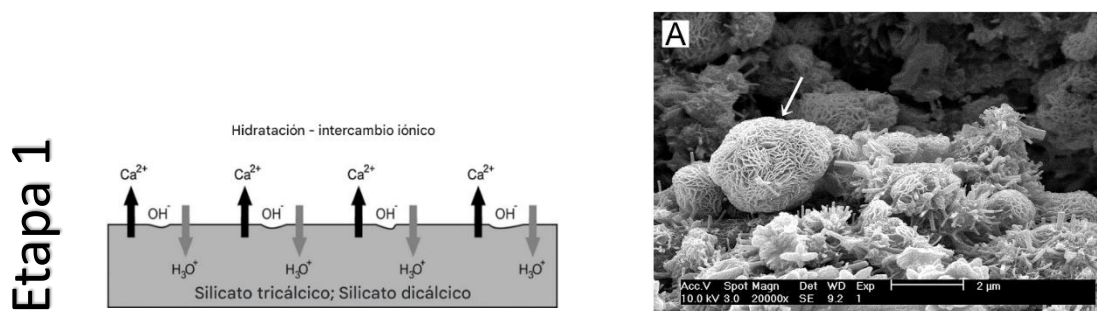 Etapa 1
Hidratación - intercambio iónico
Ca²⁺ Ca²⁺ Ca²⁺ Ca²⁺
OH⁻ OH⁻ OH⁻ OH⁻
H₃O⁺ H₃O⁺ H₃O⁺ H₃O⁺
Silicato tricálcico; Silicato dicálcico
A
Acc.V Spot Magn Det WD Exp
10.0 kV 3.0 20000x SE 9.2 1 2 µm